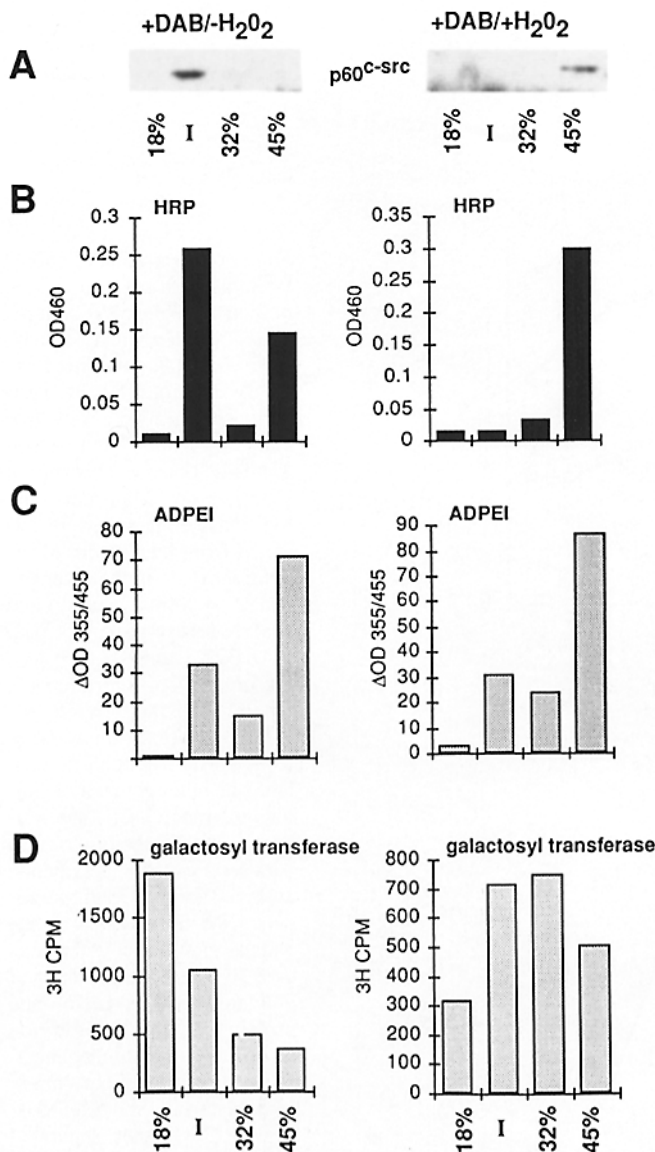 +DAB/-H₂0₂
+DAB/+H₂0₂
A
p60c-src
18%
I
32%
45%
18%
I
32%
45%
B
HRP
OD460
0.3
0.25
0.2
0.15
0.1
0.05
0
HRP
OD460
0.35
0.3
0.25
0.2
0.15
0.1
0.05
0
C
ADPEI
ΔOD 355/455
80
70
60
50
40
30
20
10
ADPEI
ΔOD 355/455
90
80
70
60
50
40
30
20
10
0
D
galactosyl transferase
3H CPM
2000
1500
1000
500
0
18%
I
32%
45%
galactosyl transferase
3H CPM
800
700
600
500
400
300
200
100
0
18%
I
32%
45%